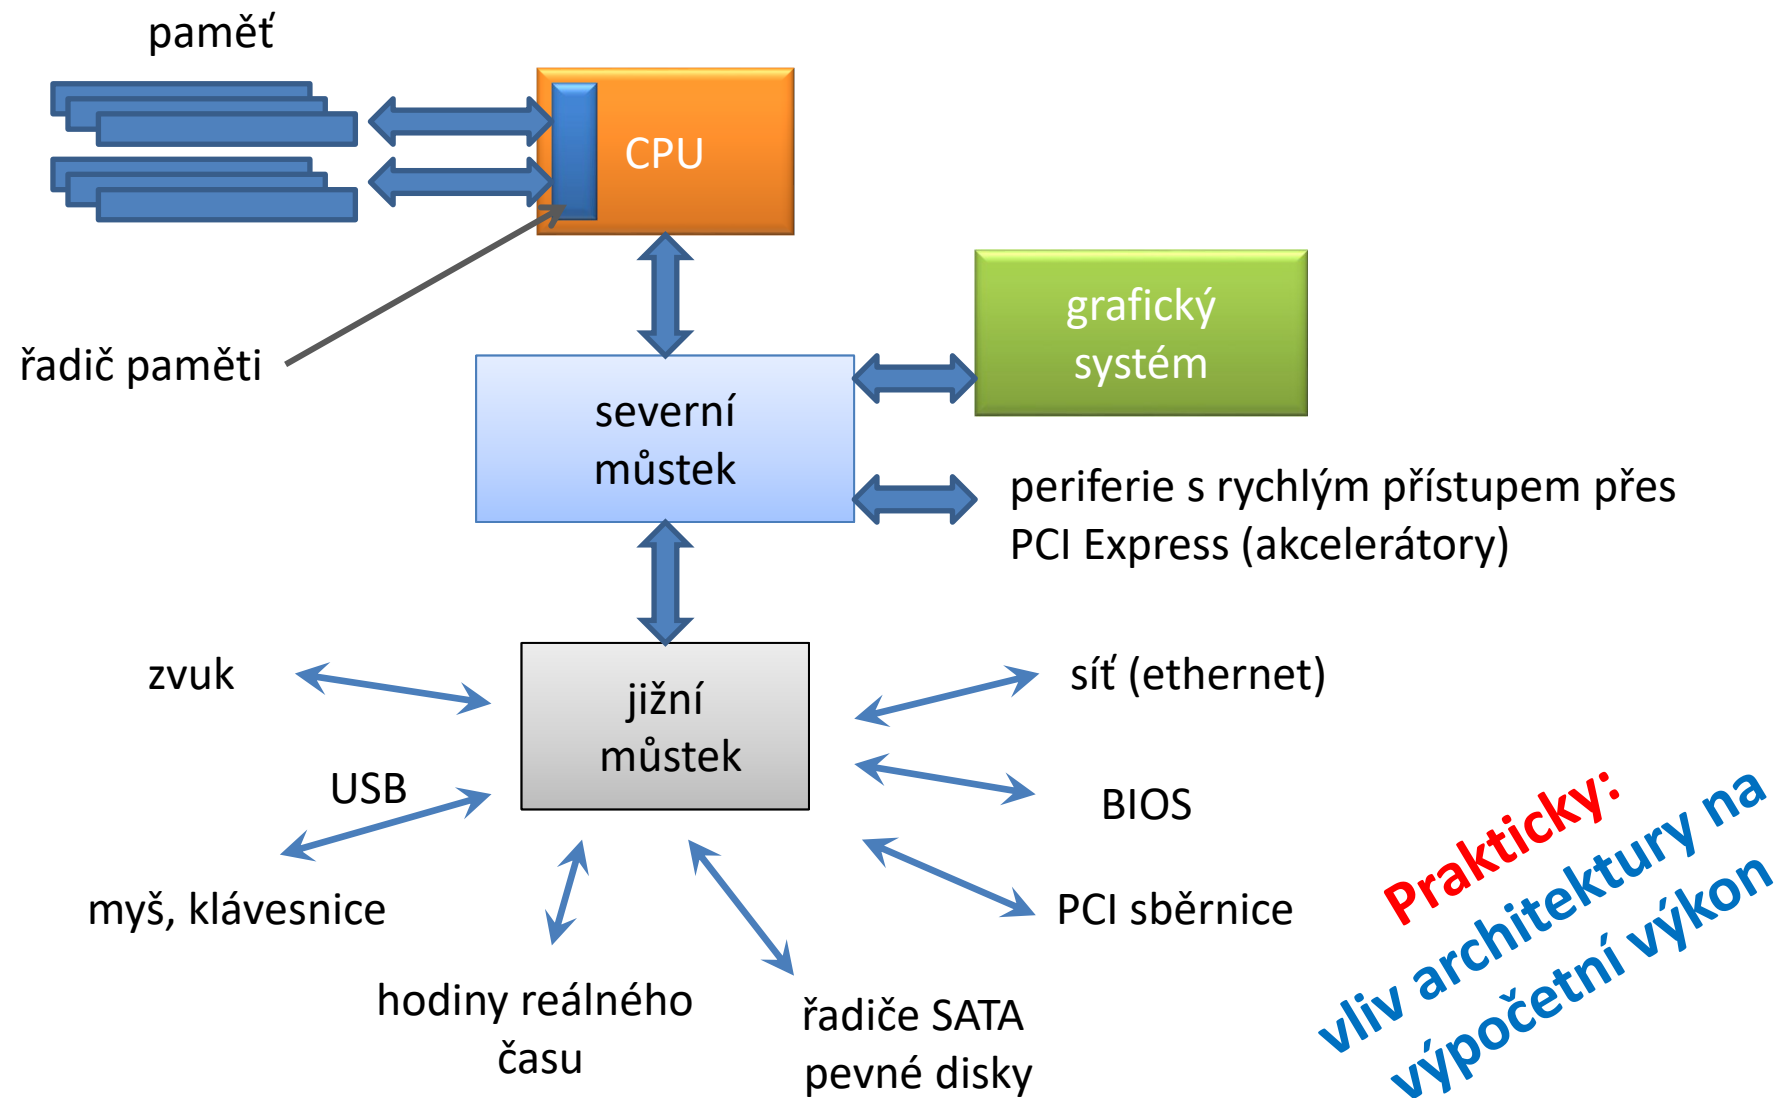 paměť
CPU
řadič paměti
grafický
systém
severní
můstek
periferie s rychlým přístupem přes
PCI Express (akcelerátory)
zvuk
jižní
můstek
síť (ethernet)
USB
BIOS
myš, klávesnice
PCI sběrnice
hodiny reálného
času
řadiče SATA
pevné disky
Prakticky:
vliv architektury na
výpočetní výkon